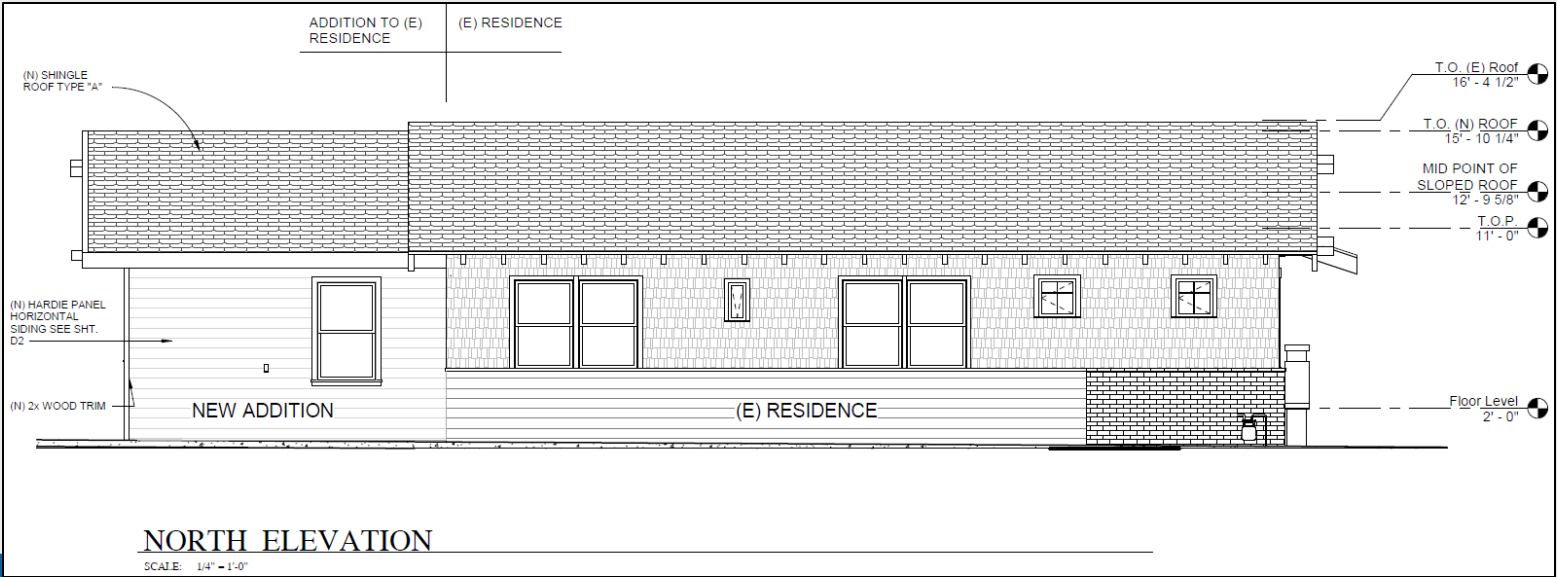 ADDITION TO (E)
RESIDENCE
(E) RESIDENCE
(N) SHINGLE
ROOF TYPE "A"
T.O. (E) Roof
16' - 4 1/2"
T.O. (N) ROOF
15' - 10 1/4"
MID POINT OF
SLOPED ROOF
12' - 9 5/8"
T.O.P.
11' - 0"
(N) HARDIE PANEL
HORIZONTAL
SIDING SEE SHT.
D2
(N) 2x WOOD TRIM
NEW ADDITION
(E) RESIDENCE
Floor Level
2' - 0"
NORTH ELEVATION
SCALE: 1/4" = 1'-0"